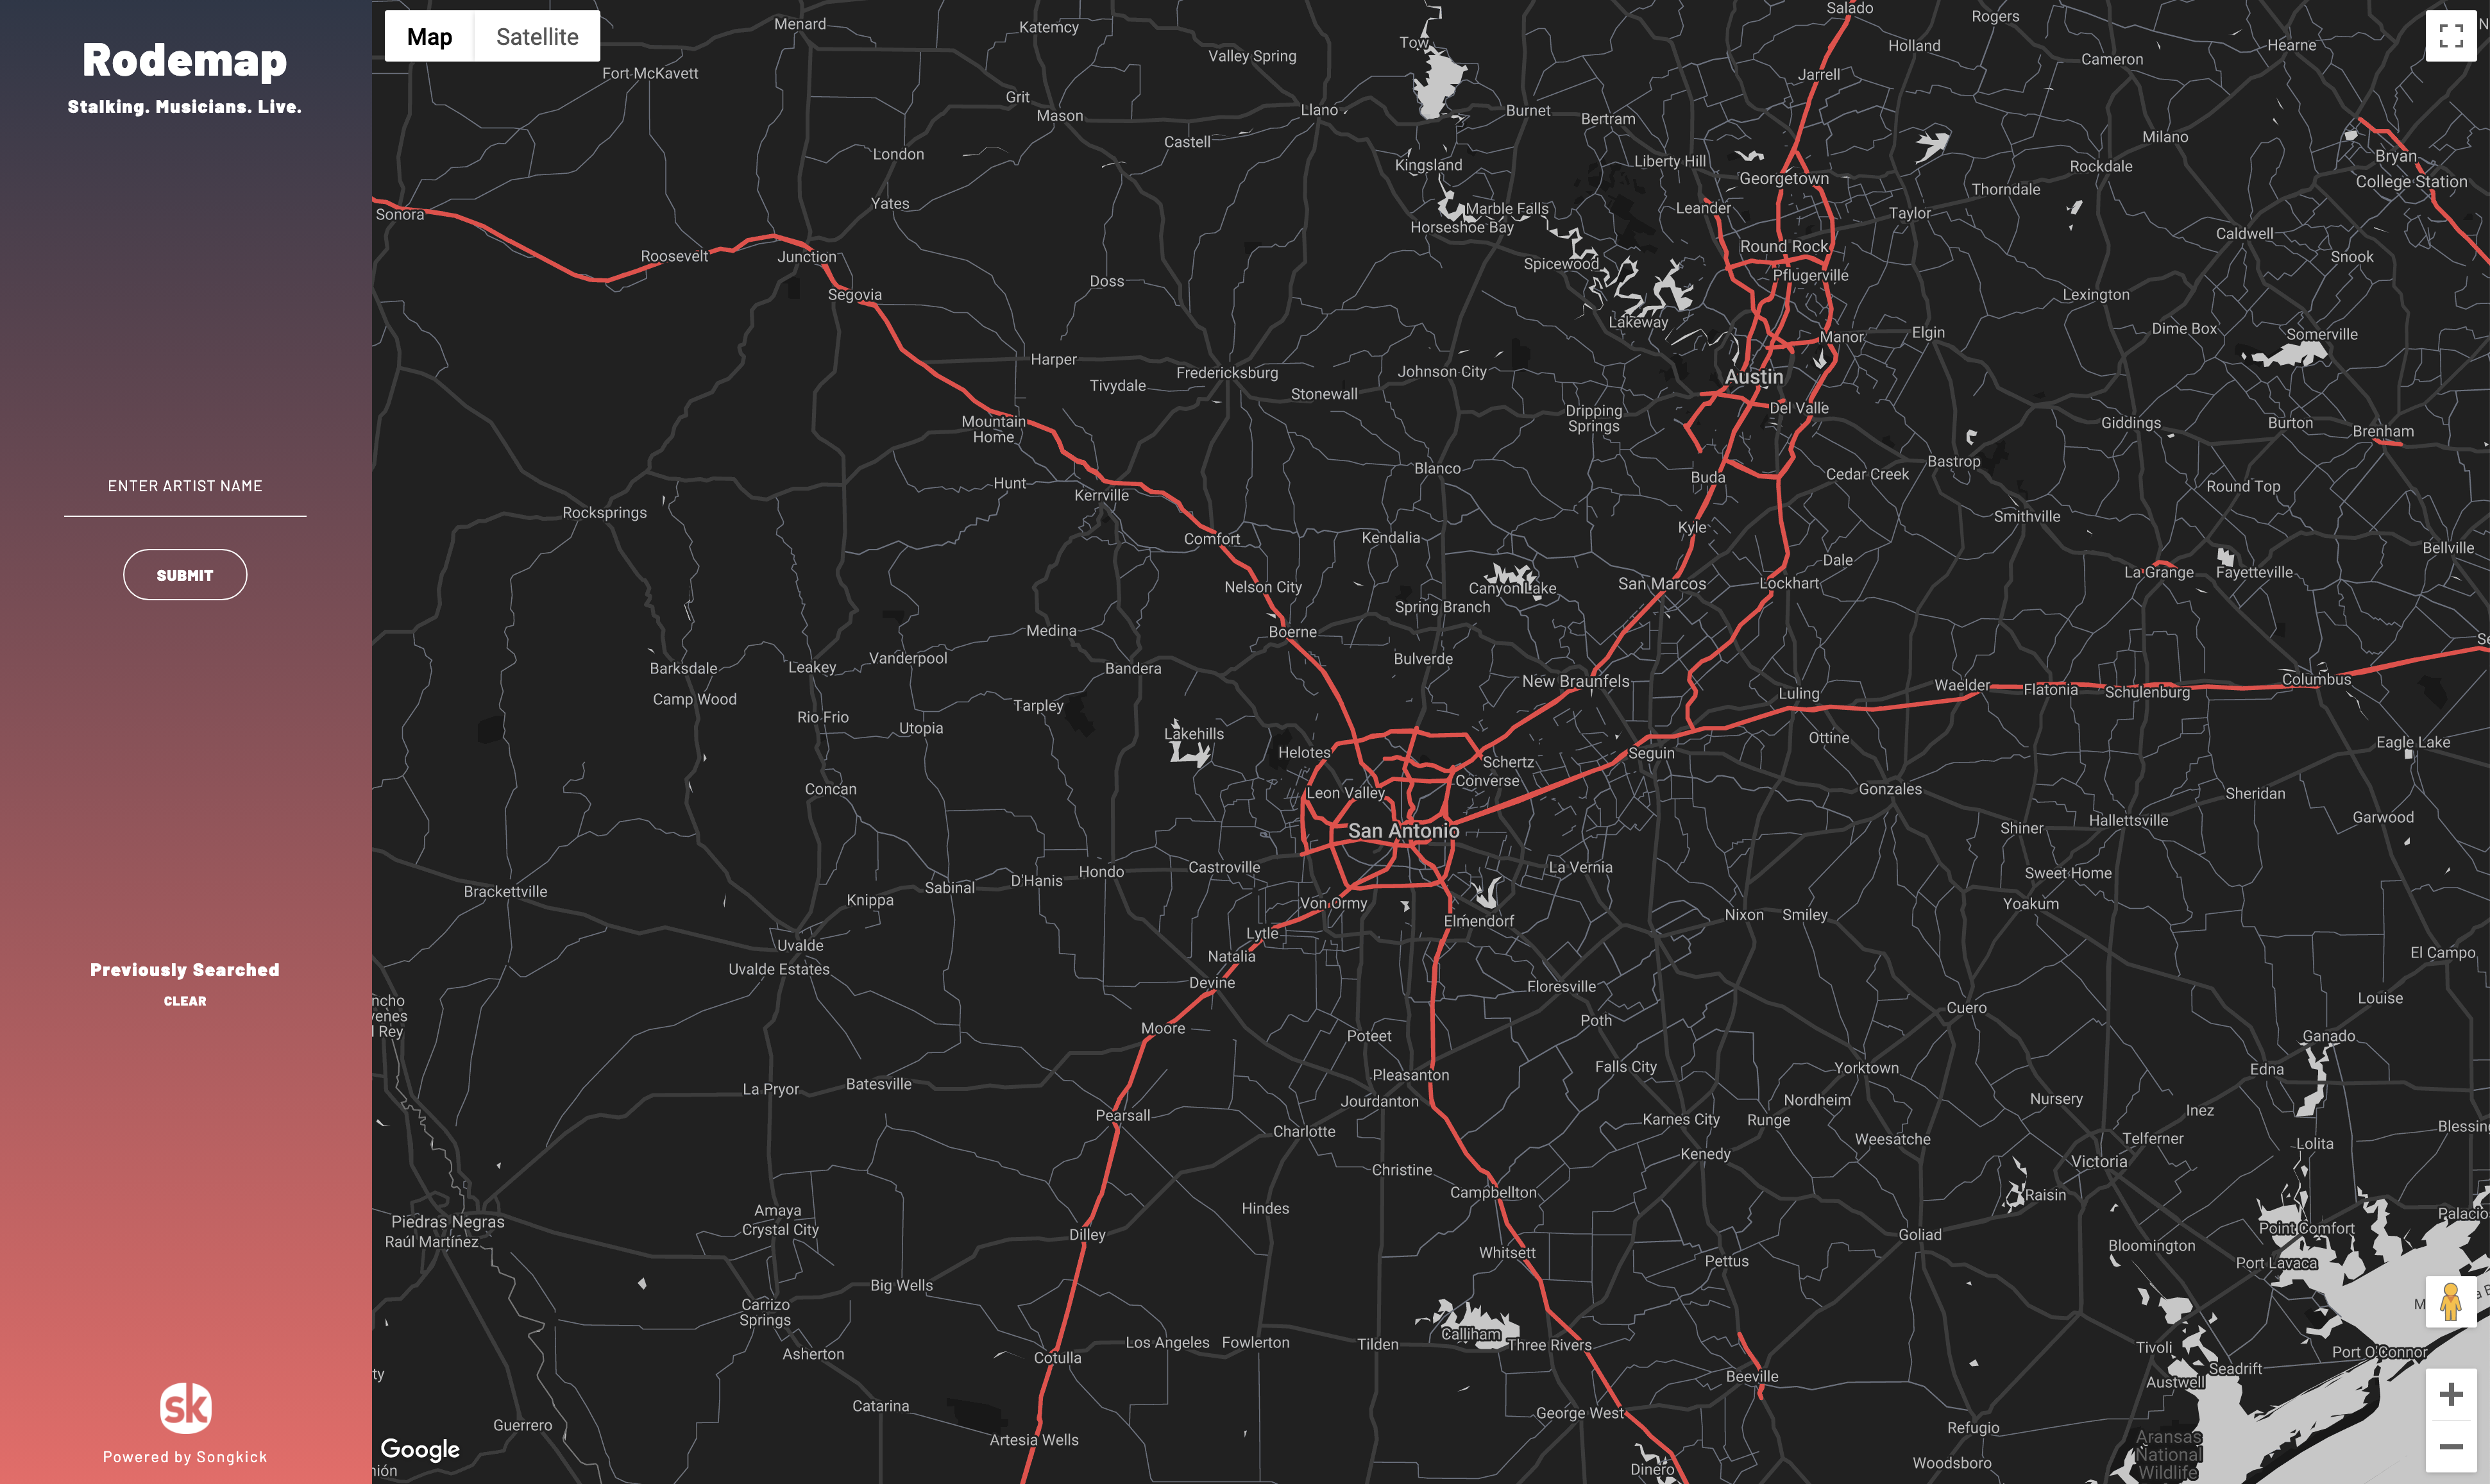 Rodemap
Stalking. Musicians. Live.
ENTER ARTIST NAME
SUBMIT
Previously Searched
CLEAR
sk
Powered by Songkick
Map
Satellite
Menard
Katemcy
Tow
Salado
Rogers
Hearne
Fort McKavett
Valley Spring
Holland
Cameron
Jarrell
Grit
Mason
Llano
Burnet
Bertram
Milano
Castell
London
Kingsland
Liberty Hill
Rockdale
Bryan
College Station
Georgetown
Thorndale
Yates
Marble Falls
Leander
Taylor
Sonora
Horseshoe Bay
Caldwell
Roosevelt
Junction
Round Rock
Snook
Spicewood
Pflugerville
Doss
Segovia
Lexington
Lakeway
Manor
Elgin
Dime Box
Somerville
Harper
Fredericksburg
Johnson City
Austin
Tivydale
Stonewall
Dripping
Springs
Del Valle
Mountain
Home
Giddings
Burton
Brenham
Blanco
Bastrop
Cedar Creek
Buda
Hunt
Kerrville
Round Top
Rocksprings
Smithville
Kyle
Comfort
Kendalia
Bellville
Dale
La Grange
Fayetteville
Nelson City
Canyon Lake
San Marcos
Lockhart
Spring Branch
Medina
Boerne
Barksdale
Leakey
Vanderpool
Bandera
Bulverde
New Braunfels
Camp Wood
Luling
Waelder
Flatonia
Schulenburg
Columbus
Rio Frio
Utopia
Tarpley
Lakehills
Helotes
Schertz
Seguin
Ottine
Eagle Lake
Converse
Concan
Leon Valley
Gonzales
Sheridan
San Antonio
Shiner
Hallettsville
Garwood
Castroville
La Vernia
Sweet Home
Brackettville
Sabinal
D'Hanis
Hondo
Knippa
Von Ormy
Elmendorf
Nixon
Smiley
Yoakum
Uvalde
Lytle
El Campo
Uvalde Estates
Natalia
Devine
Floresville
Louise
ncho
yenes
l Rey
Moore
Poteet
Poth
Cuero
Ganado
La Pryor
Batesville
Pleasanton
Falls City
Yorktown
Edna
Jourdanton
Nordheim
Nursery
Inez
Pearsall
Charlotte
Karnes City
Runge
Weesatche
Telferner
Lolita
Blessing
Christine
Kenedy
Victoria
Campbellton
Raisin
Piedras Negras
Raúl Martínez
Amaya
Crystal City
Hindes
Dilley
Whitsett
Goliad
Point Comfort
Palacio
Bloomington
Pettus
Port Lavaca
Big Wells
Carrizo
Springs
Calliham
Los Angeles
Fowlerton
Tilden
Three Rivers
Tivoli
Port O'Connor
Asherton
Cotulla
Beeville
Seadrift
Austwell
ty
Catarina
George West
Guerrero
Refugio
Artesia Wells
Aransas
National
Wildlife
Google
Woodsboro
Dinero
nión